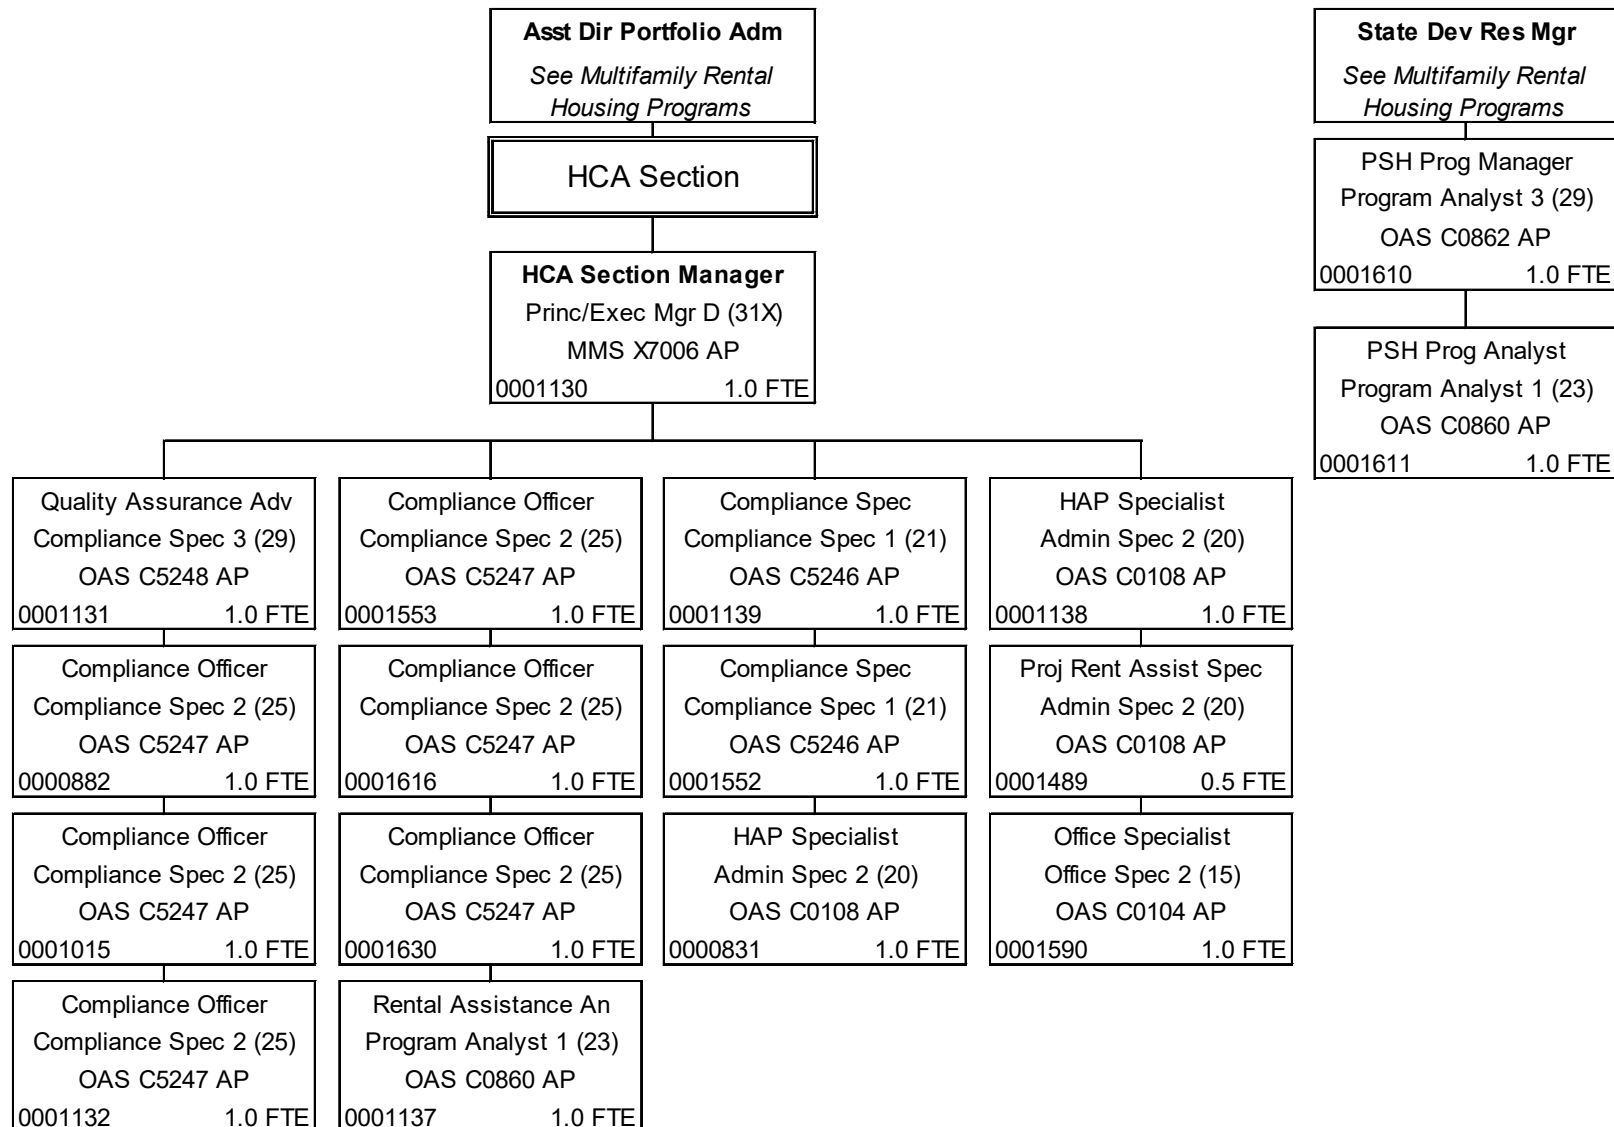 Asst Dir Portfolio Adm
See Multifamily Rental
Housing Programs
HCA Section
HCA Section Manager
Princ/Exec Mgr D (31X)
MMS X7006 AP
0001130 1.0 FTE
Quality Assurance Adv
Compliance Spec 3 (29)
OAS C5248 AP
0001131 1.0 FTE
Compliance Officer
Compliance Spec 2 (25)
OAS C5247 AP
0000882 1.0 FTE
Compliance Officer
Compliance Spec 2 (25)
OAS C5247 AP
0001015 1.0 FTE
Compliance Officer
Compliance Spec 2 (25)
OAS C5247 AP
0001132 1.0 FTE
Compliance Officer
Compliance Spec 2 (25)
OAS C5247 AP
0001553 1.0 FTE
Compliance Officer
Compliance Spec 2 (25)
OAS C5247 AP
0001616 1.0 FTE
Compliance Officer
Compliance Spec 2 (25)
OAS C5247 AP
0001630 1.0 FTE
Rental Assistance An
Program Analyst 1 (23)
OAS C0860 AP
0001137 1.0 FTE
Compliance Spec
Compliance Spec 1 (21)
OAS C5246 AP
0001139 1.0 FTE
Compliance Spec
Compliance Spec 1 (21)
OAS C5246 AP
0001552 1.0 FTE
HAP Specialist
Admin Spec 2 (20)
OAS C0108 AP
0000831 1.0 FTE
HAP Specialist
Admin Spec 2 (20)
OAS C0108 AP
0001138 1.0 FTE
Proj Rent Assist Spec
Admin Spec 2 (20)
OAS C0108 AP
0001489 0.5 FTE
Office Specialist
Office Spec 2 (15)
OAS C0104 AP
0001590 1.0 FTE
State Dev Res Mgr
See Multifamily Rental
Housing Programs
PSH Prog Manager
Program Analyst 3 (29)
OAS C0862 AP
0001610 1.0 FTE
PSH Prog Analyst
Program Analyst 1 (23)
OAS C0860 AP
0001611 1.0 FTE